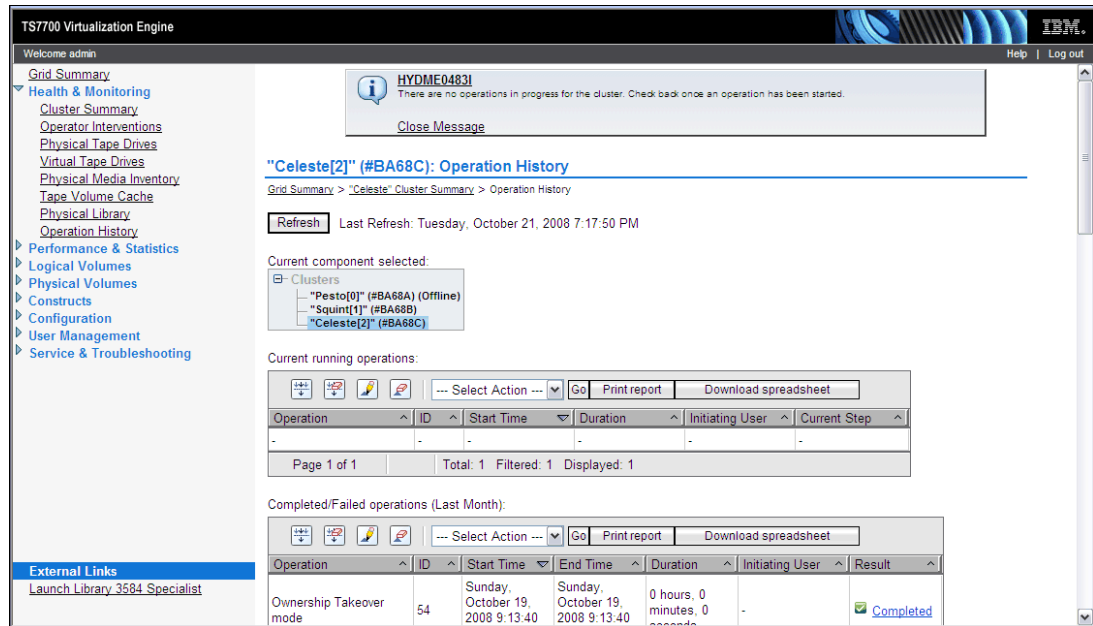 TS7700 Virtualization Engine
IBM.
Welcome admin
Help | Log out
Grid Summary
Health & Monitoring
Cluster Summary
Operator Interventions
Physical Tape Drives
Virtual Tape Drives
Physical Media Inventory
Tape Volume Cache
Physical Library
Operation History
Performance & Statistics
Logical Volumes
Physical Volumes
Constructs
Configuration
User Management
Service & Troubleshooting
External Links
Launch Library 3584 Specialist
HYDME0483I
There are no operations in progress for the cluster. Check back once an operation has been started.
Close Message
"Celeste[2]" (#BA68C): Operation History
Grid Summary > "Celeste" Cluster Summary > Operation History
Refresh Last Refresh: Tuesday, October 21, 2008 7:17:50 PM
Current component selected:
Clusters
"Pesto[0]" (#BA68A) (Offline)
"Squint[1]" (#BA68B)
"Celeste[2]" (#BA68C)
Current running operations:
--- Select Action --- Go Print report Download spreadsheet
Operation ID Start Time Duration Initiating User Current Step
- - - - - -
Page 1 of 1 Total: 1 Filtered: 1 Displayed: 1
Completed/Failed operations (Last Month):
--- Select Action --- Go Print report Download spreadsheet
Operation ID Start Time End Time Duration Initiating User Result
Ownership Takeover mode 54 Sunday, October 19, 2008 9:13:40 Sunday, October 19, 2008 9:13:40 0 hours, 0 minutes, 0 seconds - Completed